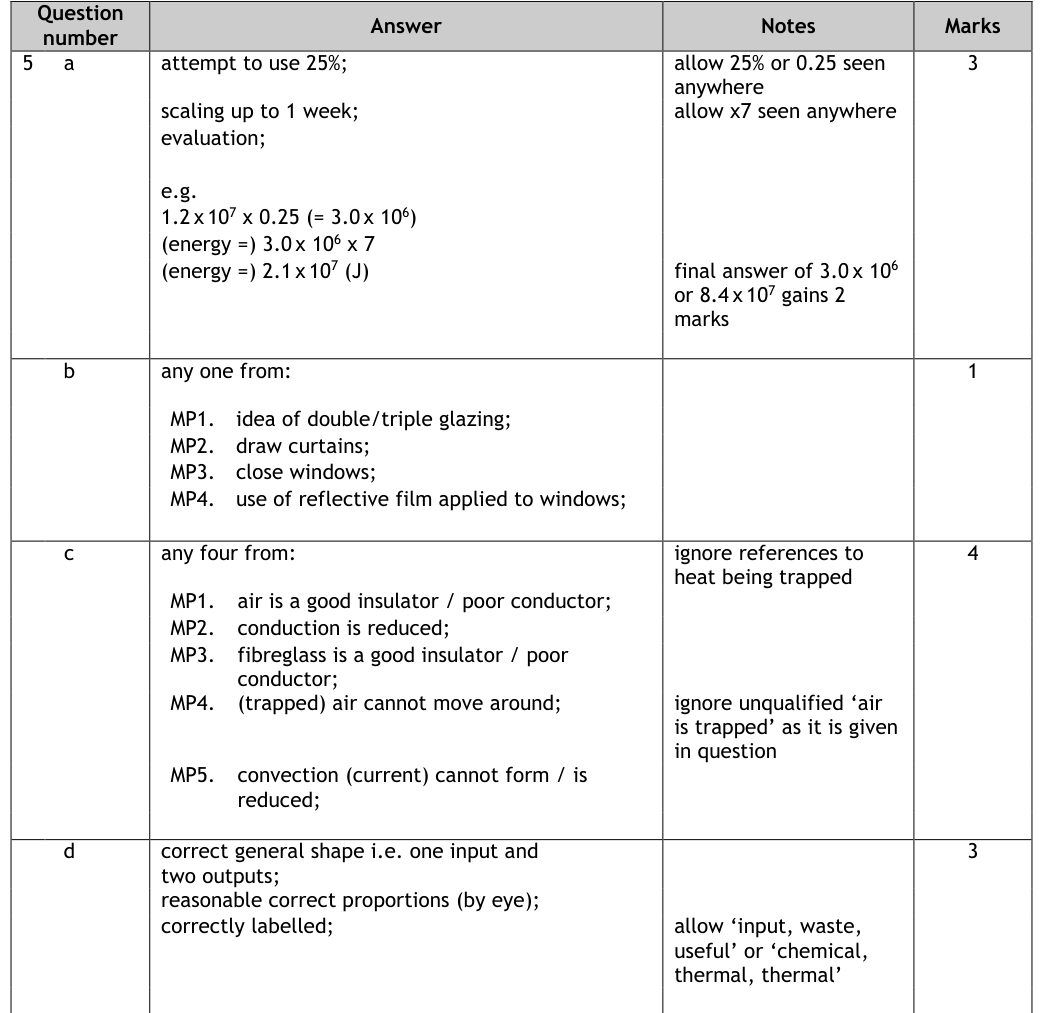 Question number Answer Notes Marks
5 a attempt to use 25%; allow 25% or 0.25 seen 3
anywhere
scaling up to 1 week; allow x7 seen anywhere
evaluation;
e.g.
1.2 x 10⁷ x 0.25 (= 3.0 x 10⁶)
(energy =) 3.0 x 10⁶ x 7
(energy =) 2.1 x 10⁷ (J) final answer of 3.0 x 10⁶
or 8.4 x 10⁷ gains 2
marks
b any one from: 1
MP1. idea of double/triple glazing;
MP2. draw curtains;
MP3. close windows;
MP4. use of reflective film applied to windows;
c any four from: ignore references to 4
heat being trapped
MP1. air is a good insulator / poor conductor;
MP2. conduction is reduced;
MP3. fibreglass is a good insulator / poor
conductor;
MP4. (trapped) air cannot move around; ignore unqualified ‘air
is trapped’ as it is given
in question
MP5. convection (current) cannot form / is
reduced;
d correct general shape i.e. one input and 3
two outputs;
reasonable correct proportions (by eye);
correctly labelled; allow ‘input, waste,
useful’ or ‘chemical,
thermal, thermal’